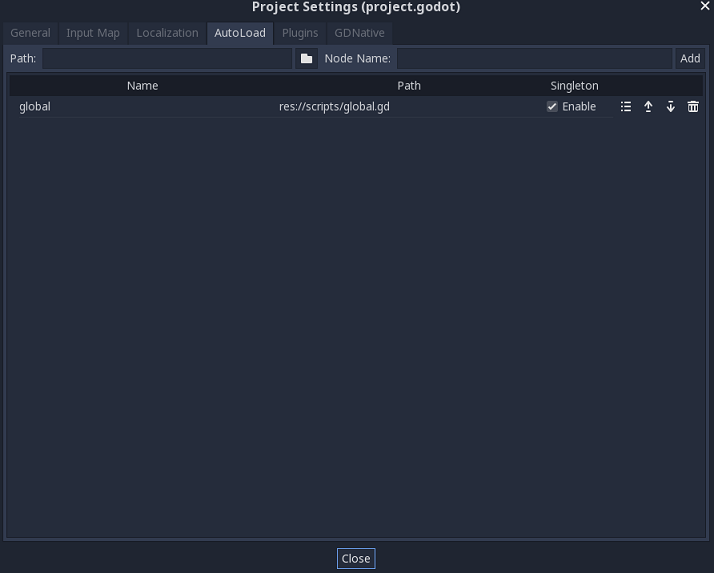 Project Settings (project.godot)
General Input Map Localization AutoLoad Plugins GDNative
Path: Node Name: Add
Name Path Singleton
global res://scripts/global.gd Enable
Close